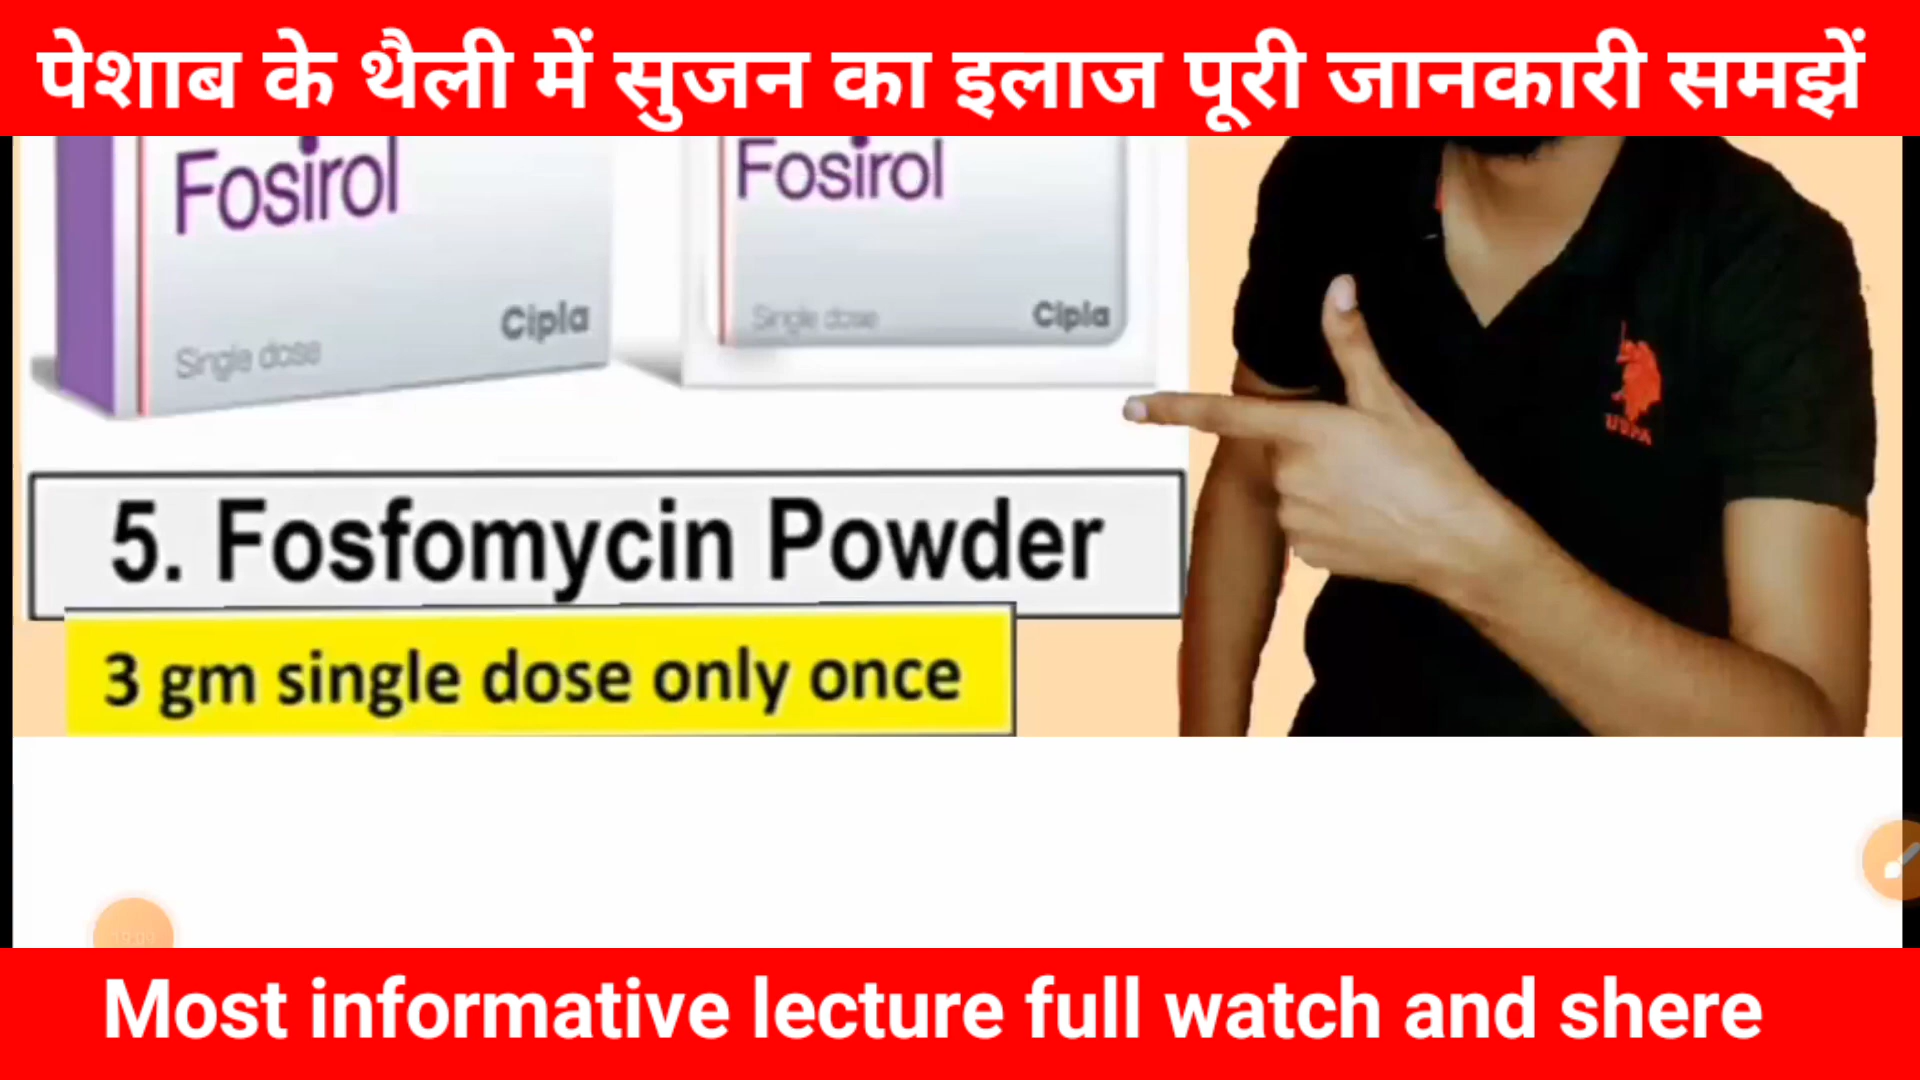 पेशाब के थैली में सुजन का इलाज पूरी जानकारी समझें
Fosirol
Fosirol
Single dose
Cipla
Single dose
Cipla
USPA
5. Fosfomycin Powder
3 gm single dose only once
Most informative lecture full watch and shere